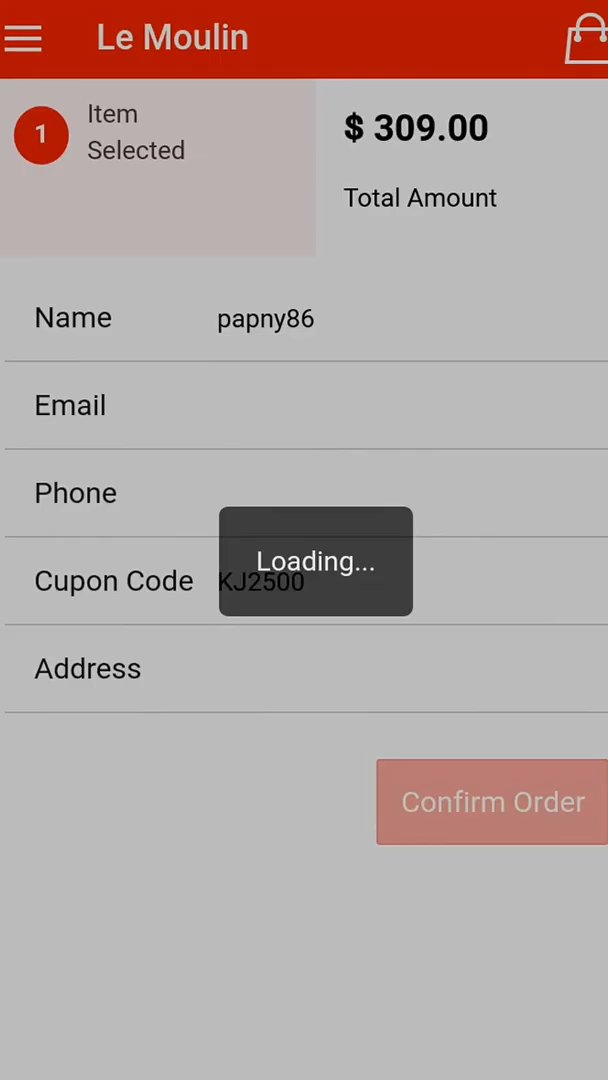 Le Moulin
1
Item
Selected
$ 309.00
Total Amount
Name
papny86
Email
Phone
Loading...
Cupon Code
KJ2500
Address
Confirm Order